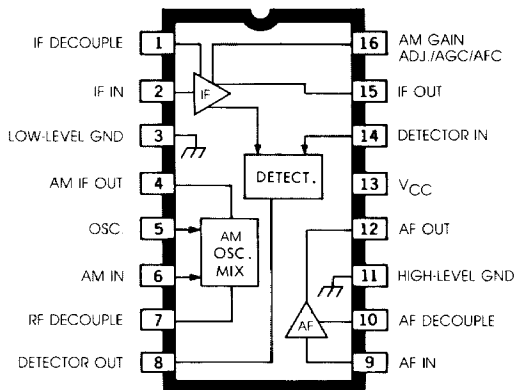 IF DECOUPLE 1
IF IN 2
LOW-LEVEL GND 3
AM IF OUT 4
OSC. 5
AM IN 6
RF DECOUPLE 7
DETECTOR OUT 8
16 AM GAIN
ADJ./AGC/AFC
15 IF OUT
14 DETECTOR IN
13 VCC
12 AF OUT
11 HIGH-LEVEL GND
10 AF DECOUPLE
9 AF IN
IF
DETECT.
AM
OSC.
MIX
AF